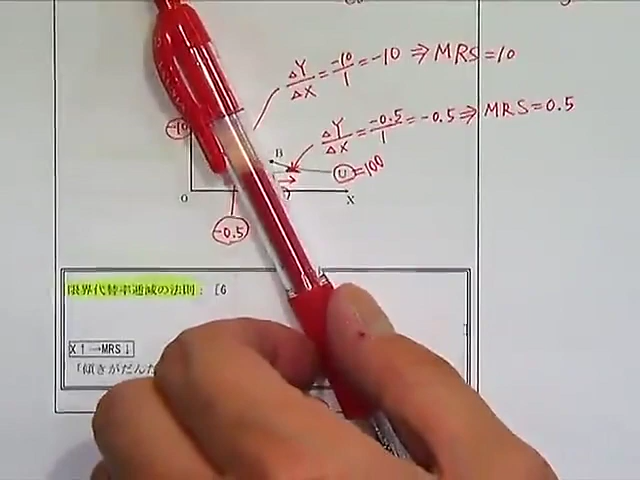 ΔY/ΔX = -10/1 = -10 ⇒ MRS = 10
ΔY/ΔX = -0.5/1 = -0.5 ⇒ MRS = 0.5
-10
B
U = 100
O
X
-0.5
限界代替率逓減の法則：[G
X↑→MRS↓
「傾きがだんだ